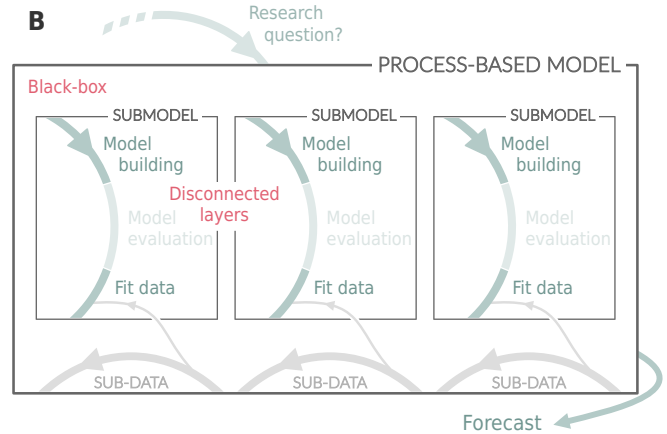 B
Research
question?
PROCESS-BASED MODEL
Black-box
SUBMODEL
SUBMODEL
SUBMODEL
Model
building
Model
building
Model
building
Disconnected
layers
Model
evaluation
Model
evaluation
Model
evaluation
Fit data
Fit data
Fit data
SUB-DATA
SUB-DATA
SUB-DATA
Forecast